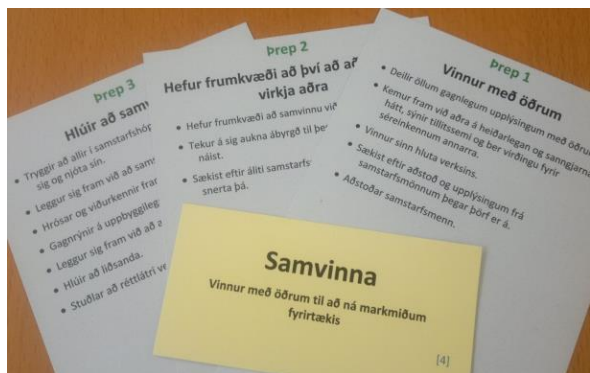 Þrep 3
Hlúir að sam
Tryggir að allir í samstarfshóp
sig og njóta sín.
Leggur sig fram við að sam
Hrósar og viðurkennir fram
Gagnrýnir á uppbyggileg
Leggur sig fram við að a
Hlúir að liðsanda.
Stuðlar að réttlátri ve
Þrep 2
Hefur frumkvæði að því að að
virkja aðra
Hefur frumkvæði að samvinnu við
Tekur á sig aukna ábyrgð til þe
náist.
Sækist eftir áliti samstarfs
snerta þá.
Þrep 1
Vinnur með öðrum
Deilir öllum gagnlegum upplýsingum með öðrum
Kemur fram við aðra á heiðarlegan og sanngjarna
hátt, sýnir tillitssemi og ber virðingu fyrir
séreinkennum annarra.
Vinnur sinn hluta verksins.
Sækist eftir aðstoð og upplýsingum frá
samstarfsmönnum þegar þörf er á.
Aðstoðar samstarfsmenn.
Samvinna
Vinnur með öðrum til að ná markmiðum
fyrirtækis
[4]